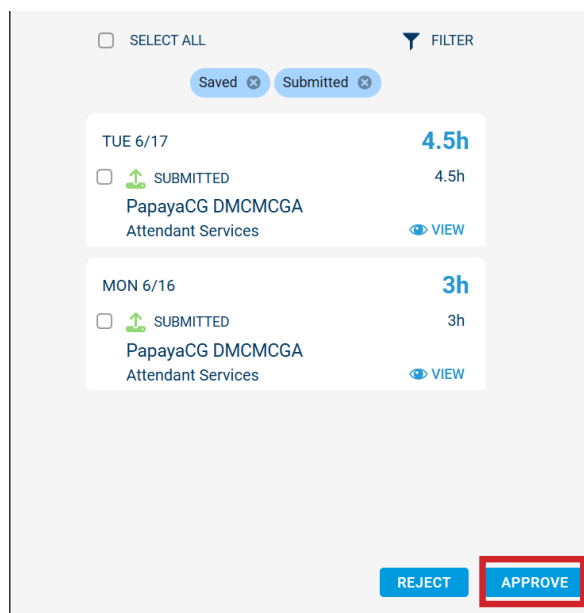 SELECT ALL FILTER
Saved Submitted
TUE 6/17 4.5h
SUBMITTED 4.5h
PapayaCG DMCMCGA
Attendant Services VIEW
MON 6/16 3h
SUBMITTED 3h
PapayaCG DMCMCGA
Attendant Services VIEW
REJECT APPROVE